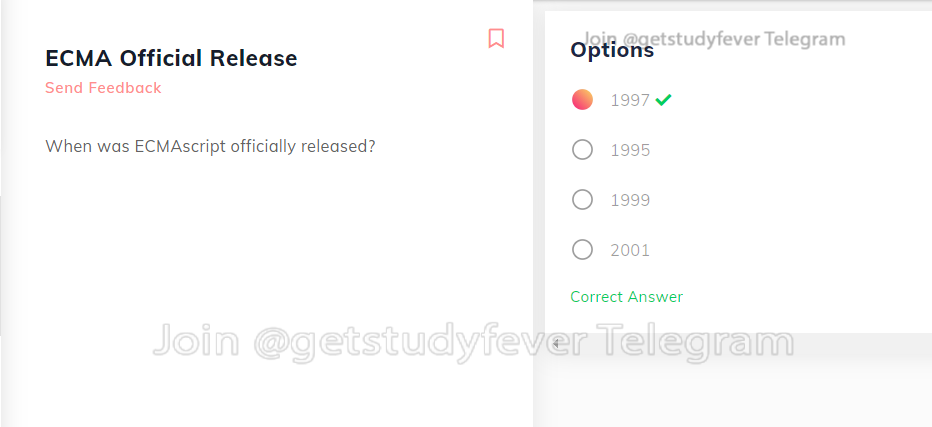 ECMA Official Release
Send Feedback
When was ECMAscript officially released?
Join @getstudyfever Telegram
Options
1997
1995
1999
2001
Correct Answer
Join @getstudyfever Telegram